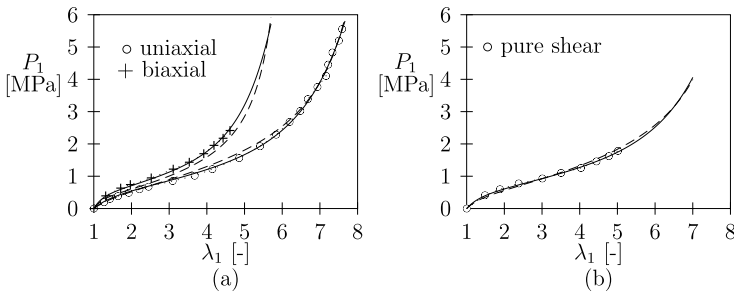 6
5
4
3
2
1
0
P1
[MPa]
uniaxial
biaxial
1 2 3 4 5 6 7 8
λ1 [-]
(a)
6
5
4
3
2
1
0
P1
[MPa]
pure shear
1 2 3 4 5 6 7 8
λ1 [-]
(b)